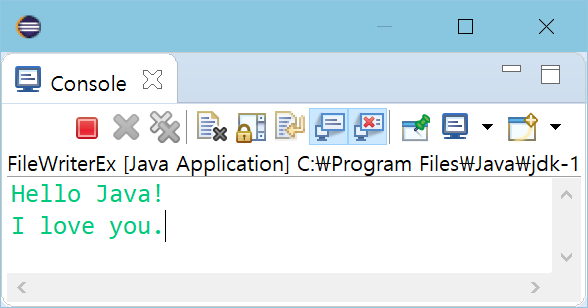 Console
FileWriterEx [Java Application] C:₩Program Files₩Java₩jdk-1
Hello Java!
I love you.